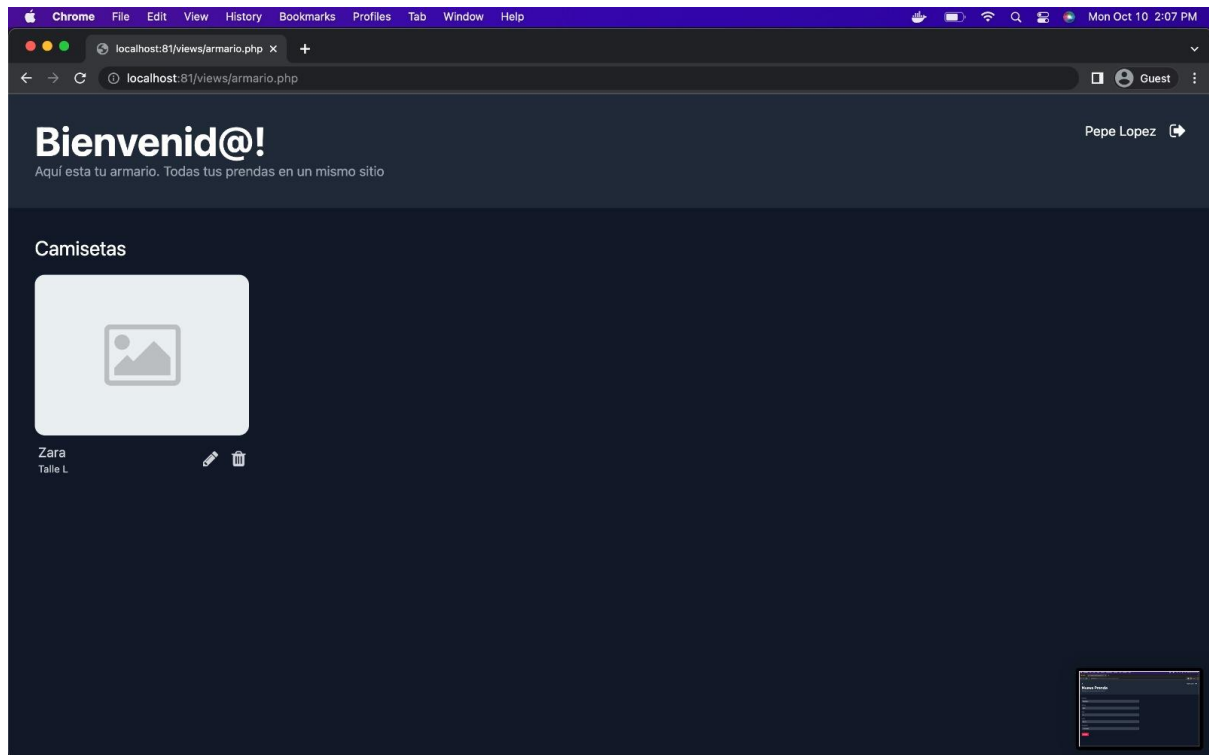 Chrome File Edit View History Bookmarks Profiles Tab Window Help Mon Oct 10 2:07 PM
localhost:81/views/armario.php
localhost:81/views/armario.php Guest
Bienvenid@!
Pepe Lopez
Aquí esta tu armario. Todas tus prendas en un mismo sitio
Camisetas
Zara
Talle L
Nueva Prenda